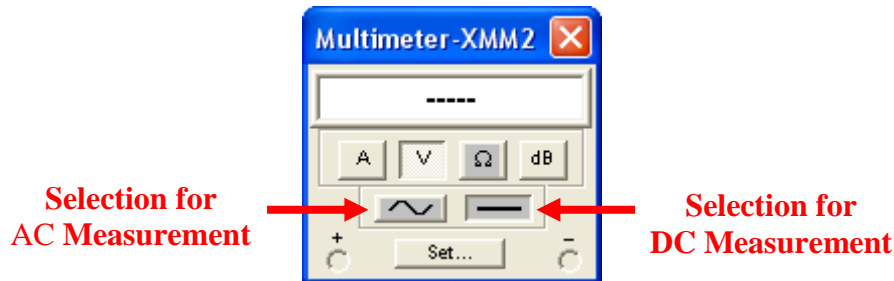 Multimeter-XMM2
-----
A V Ω dB
Selection for
AC Measurement
Selection for
DC Measurement
+ Set... -